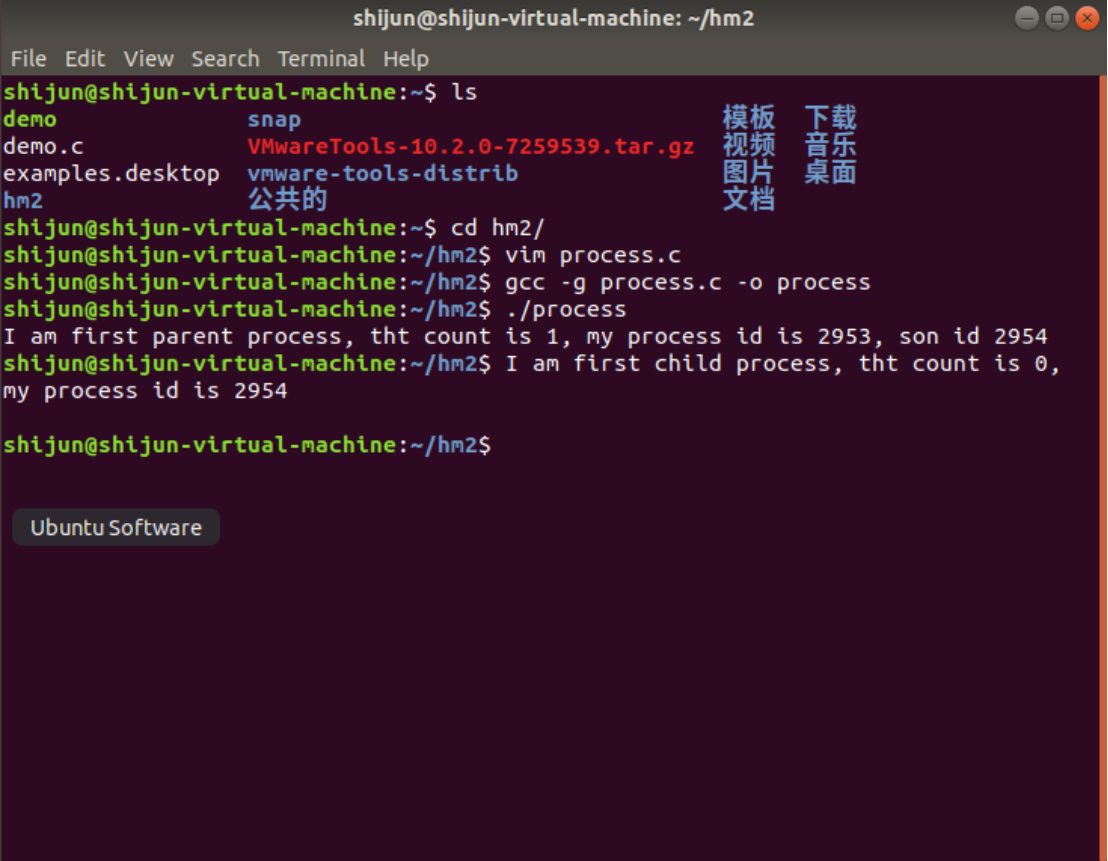 shijun@shijun-virtual-machine: ~/hm2
File Edit View Search Terminal Help
shijun@shijun-virtual-machine:~$ ls
demo snap 模板 下载
demo.c VMwareTools-10.2.0-7259539.tar.gz 视频 音乐
examples.desktop vmware-tools-distrib 图片 桌面
hm2 公共的 文档
shijun@shijun-virtual-machine:~$ cd hm2/
shijun@shijun-virtual-machine:~/hm2$ vim process.c
shijun@shijun-virtual-machine:~/hm2$ gcc -g process.c -o process
shijun@shijun-virtual-machine:~/hm2$ ./process
I am first parent process, tht count is 1, my process id is 2953, son id 2954
shijun@shijun-virtual-machine:~/hm2$ I am first child process, tht count is 0,
my process id is 2954
shijun@shijun-virtual-machine:~/hm2$
Ubuntu Software